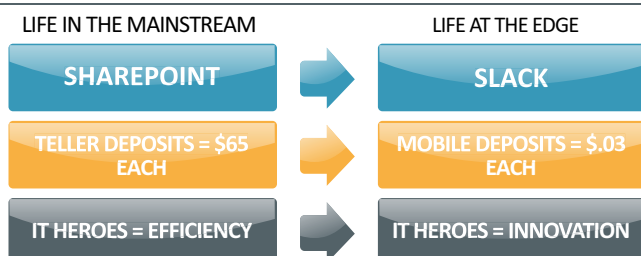 LIFE IN THE MAINSTREAM
LIFE AT THE EDGE
SHAREPOINT
SLACK
TELLER DEPOSITS = $65
EACH
MOBILE DEPOSITS = $.03
EACH
IT HEROES = EFFICIENCY
IT HEROES = INNOVATION